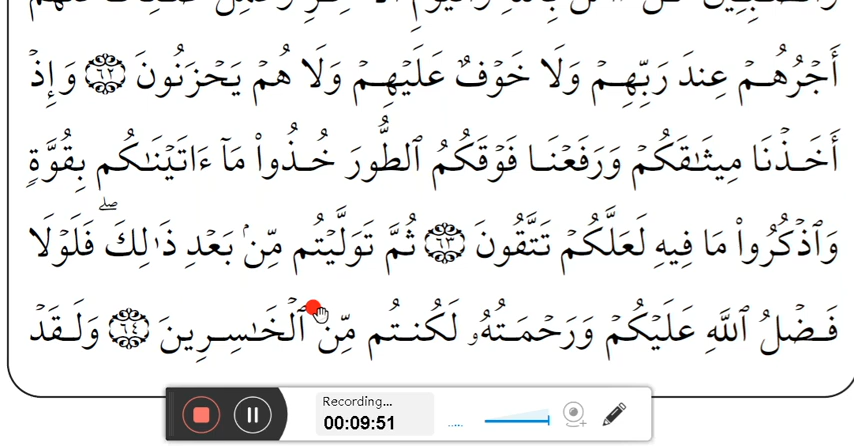 أَجْرُهُمْ عِندَ رَبِّهِمْ وَلَا خَوْفٌ عَلَيْهِمْ وَلَا هُمْ يَحْزَنُونَ ٦٢ وَإِذْ
أَخَذْنَا مِيثَٰقَكُمْ وَرَفَعْنَا فَوْقَكُمُ ٱلطُّورَ خُذُوا۟ مَآ ءَاتَيْنَٰكُم بِقُوَّةٍ
وَٱذْكُرُوا۟ مَا فِيهِ لَعَلَّكُمْ تَتَّقُونَ ٦٣ ثُمَّ تَوَلَّيْتُم مِّنۢ بَعْدِ ذَٰلِكَ ۖ فَلَوْلَا
فَضْلُ ٱللَّهِ عَلَيْكُمْ وَرَحْمَتُهُۥ لَكُنتُم مِّنَ ٱلْخَٰسِرِينَ ٦٤ وَلَقَدْ
Recording...
00:09:51